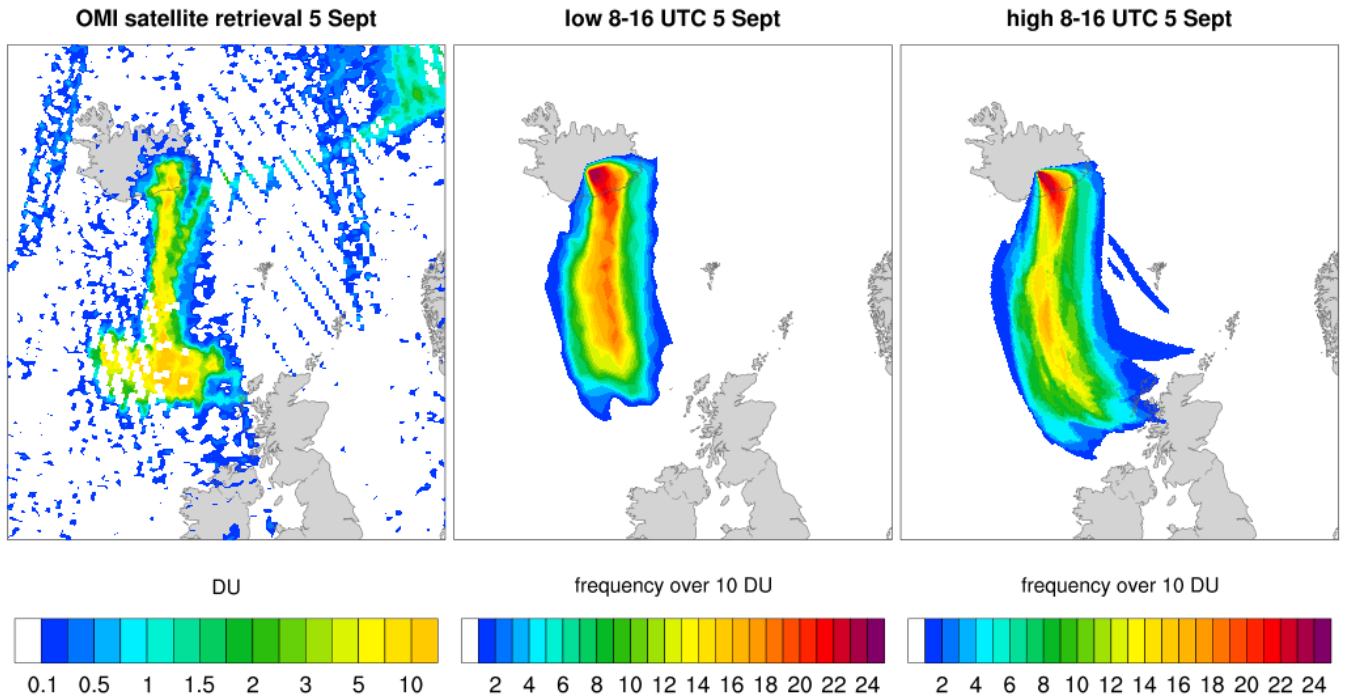 OMI satellite retrieval 5 Sept
low 8-16 UTC 5 Sept
high 8-16 UTC 5 Sept
DU
frequency over 10 DU
frequency over 10 DU
0.1 0.5 1 1.5 2 3 5 10
2 4 6 8 10 12 14 16 18 20 22 24
2 4 6 8 10 12 14 16 18 20 22 24